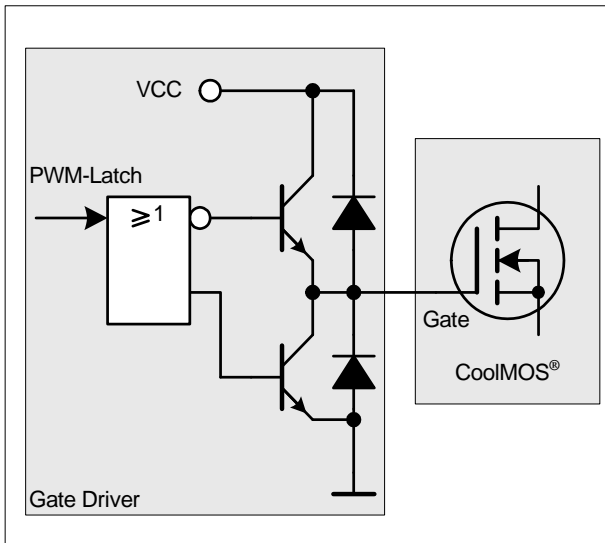 VCC
PWM-Latch
≥1
Gate
CoolMOS®
Gate Driver